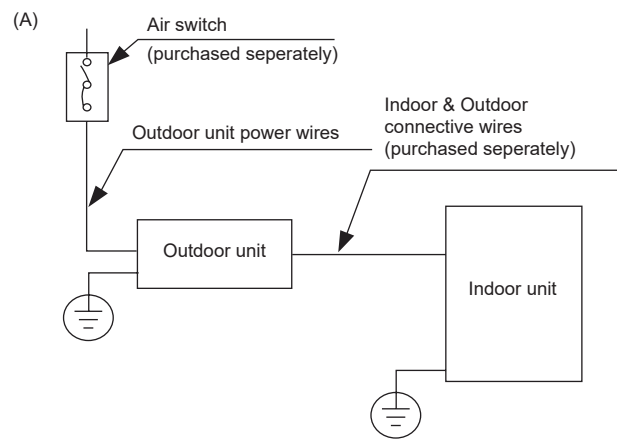 (A)
Air switch
(purchased seperately)
Indoor & Outdoor
connective wires
(purchased seperately)
Outdoor unit power wires
Outdoor unit
Indoor unit